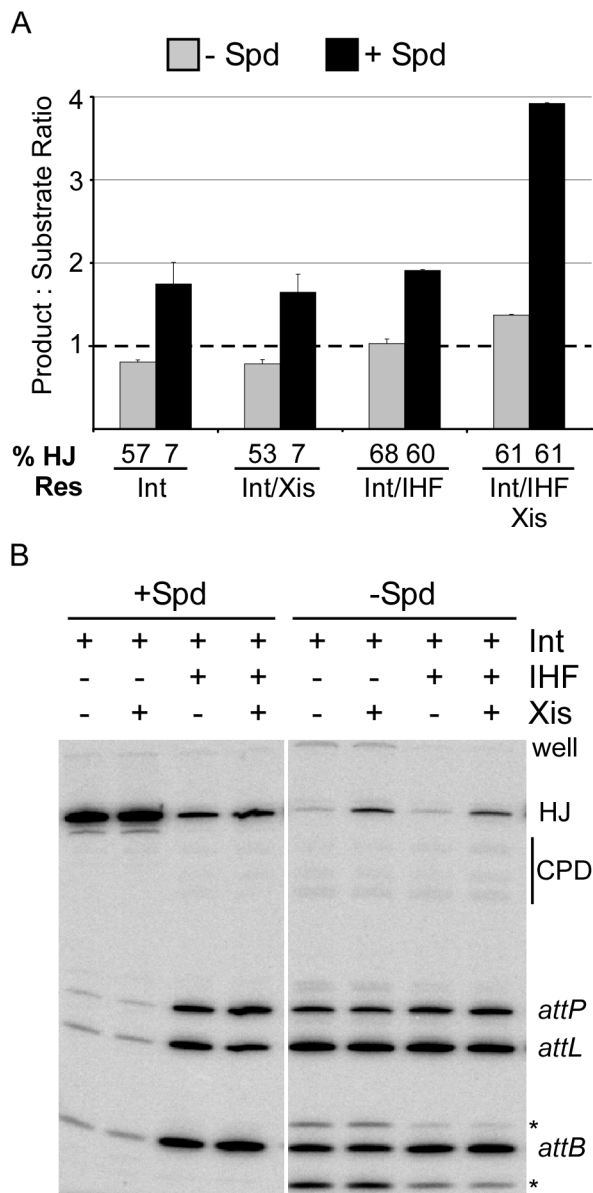 A
- Spd + Spd
Product : Substrate Ratio
4
3
2
1
% HJ 57 7 53 7 68 60 61 61
Res Int Int/Xis Int/IHF Int/IHF
Xis
B
+Spd -Spd
+ + + + + + + + Int
- - + + - - + + IHF
- + - + - + - + Xis
well
HJ
CPD
attP
attL
*
attB
*